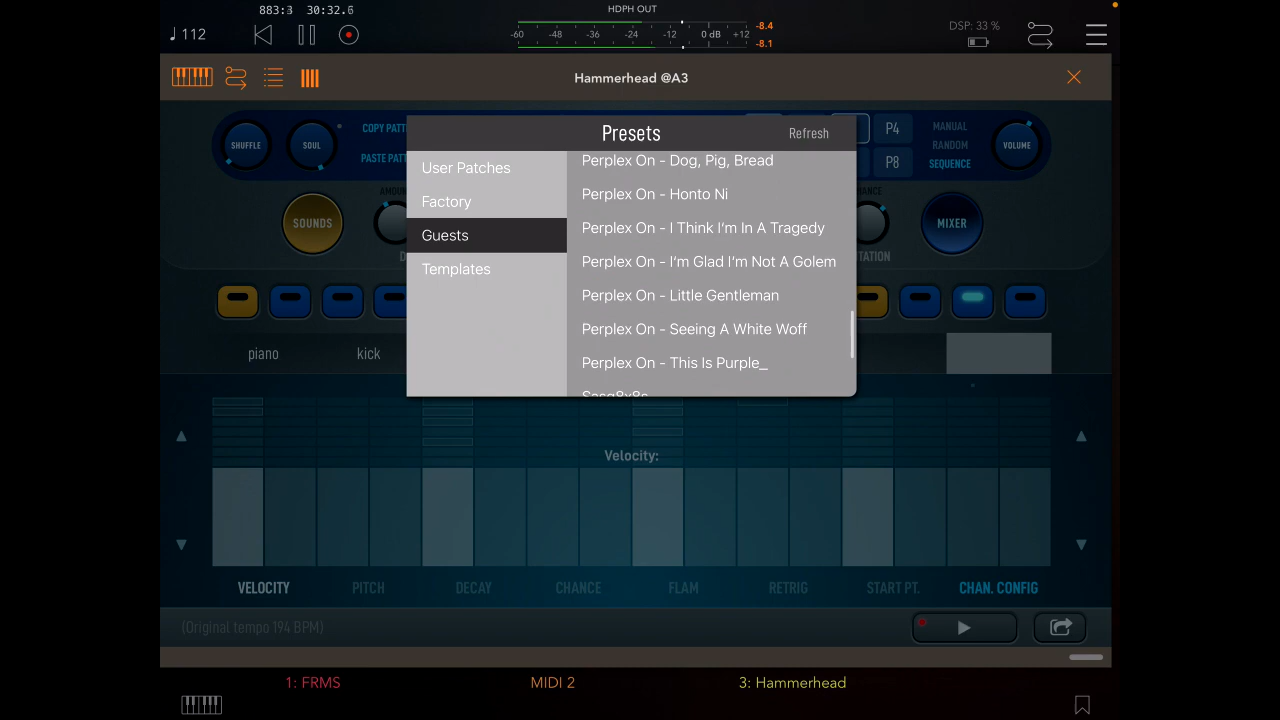 883:3 30:32.6
HDPH OUT
♩112
-60 -48 -36 -24 -12 0 dB +12
-8.4
-8.1
DSP: 33 %
Hammerhead @A3
SHUFFLE
SOUL
COPY PATT
PASTE PAT
P4
P8
MANUAL
RANDOM
SEQUENCE
VOLUME
Presets
Refresh
User Patches
Factory
Guests
Templates
Perplex On - Dog, Pig, Bread
Perplex On - Honto Ni
Perplex On - I Think I'm In A Tragedy
Perplex On - I'm Glad I'm Not A Golem
Perplex On - Little Gentleman
Perplex On - Seeing A White Woff
Perplex On - This Is Purple_
SOUNDS
MIXER
piano
kick
Velocity:
VELOCITY
PITCH
DECAY
CHANCE
FLAM
RETRIG
START PT.
CHAN. CONFIG
(Original tempo 194 BPM)
1: FRMS
MIDI 2
3: Hammerhead